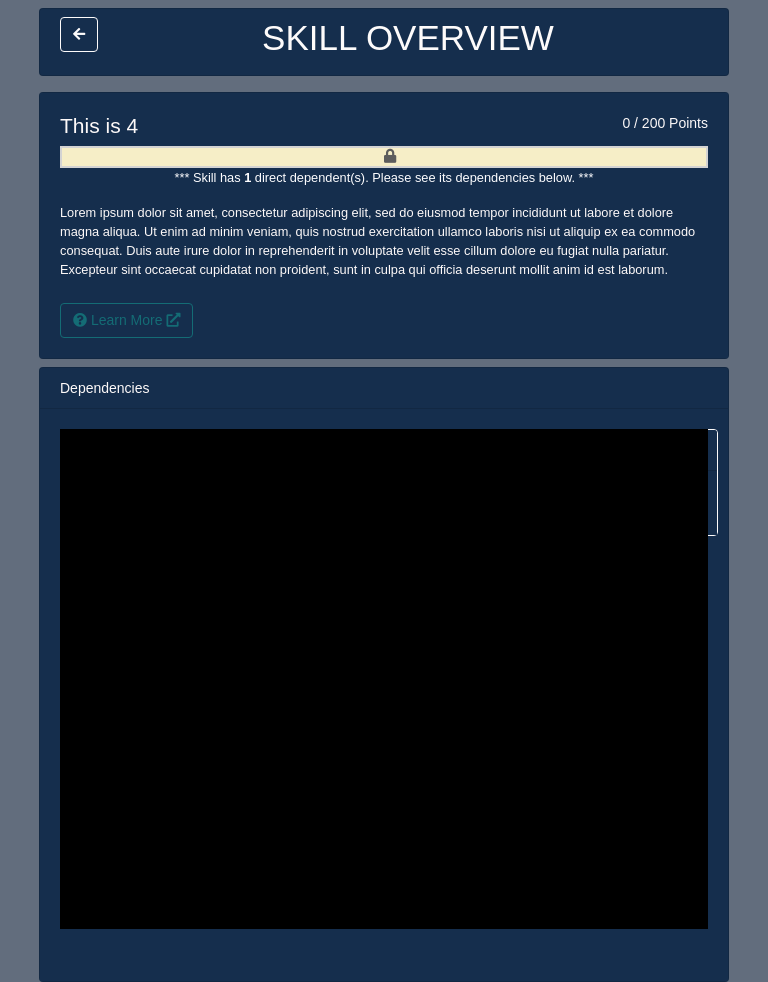 SKILL OVERVIEW
This is 4
0 / 200 Points
*** Skill has 1 direct dependent(s). Please see its dependencies below. ***
Lorem ipsum dolor sit amet, consectetur adipiscing elit, sed do eiusmod tempor incididunt ut labore et dolore
magna aliqua. Ut enim ad minim veniam, quis nostrud exercitation ullamco laboris nisi ut aliquip ex ea commodo
consequat. Duis aute irure dolor in reprehenderit in voluptate velit esse cillum dolore eu fugiat nulla pariatur.
Excepteur sint occaecat cupidatat non proident, sunt in culpa qui officia deserunt mollit anim id est laborum.
Learn More
Dependencies